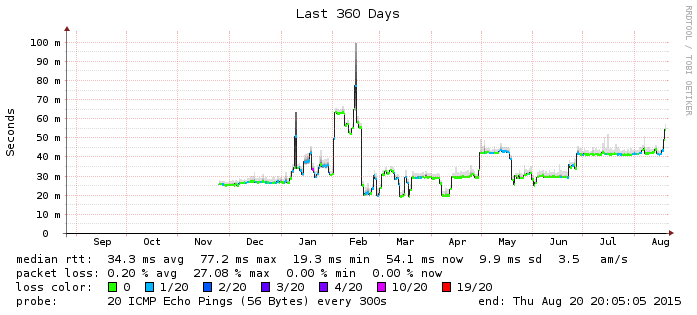 Last 360 Days
RRDTOOL / TOBI OETIKER
Seconds
100 m
90 m
80 m
70 m
60 m
50 m
40 m
30 m
20 m
10 m
0
Sep Oct Nov Dec Jan Feb Mar Apr May Jun Jul Aug
median rtt: 34.3 ms avg 77.2 ms max 19.3 ms min 54.1 ms now 9.9 ms sd 3.5 am/s
packet loss: 0.20 % avg 27.08 % max 0.00 % min 0.00 % now
loss color: 0 1/20 2/20 3/20 4/20 10/20 19/20
probe: 20 ICMP Echo Pings (56 Bytes) every 300s end: Thu Aug 20 20:05:05 2015